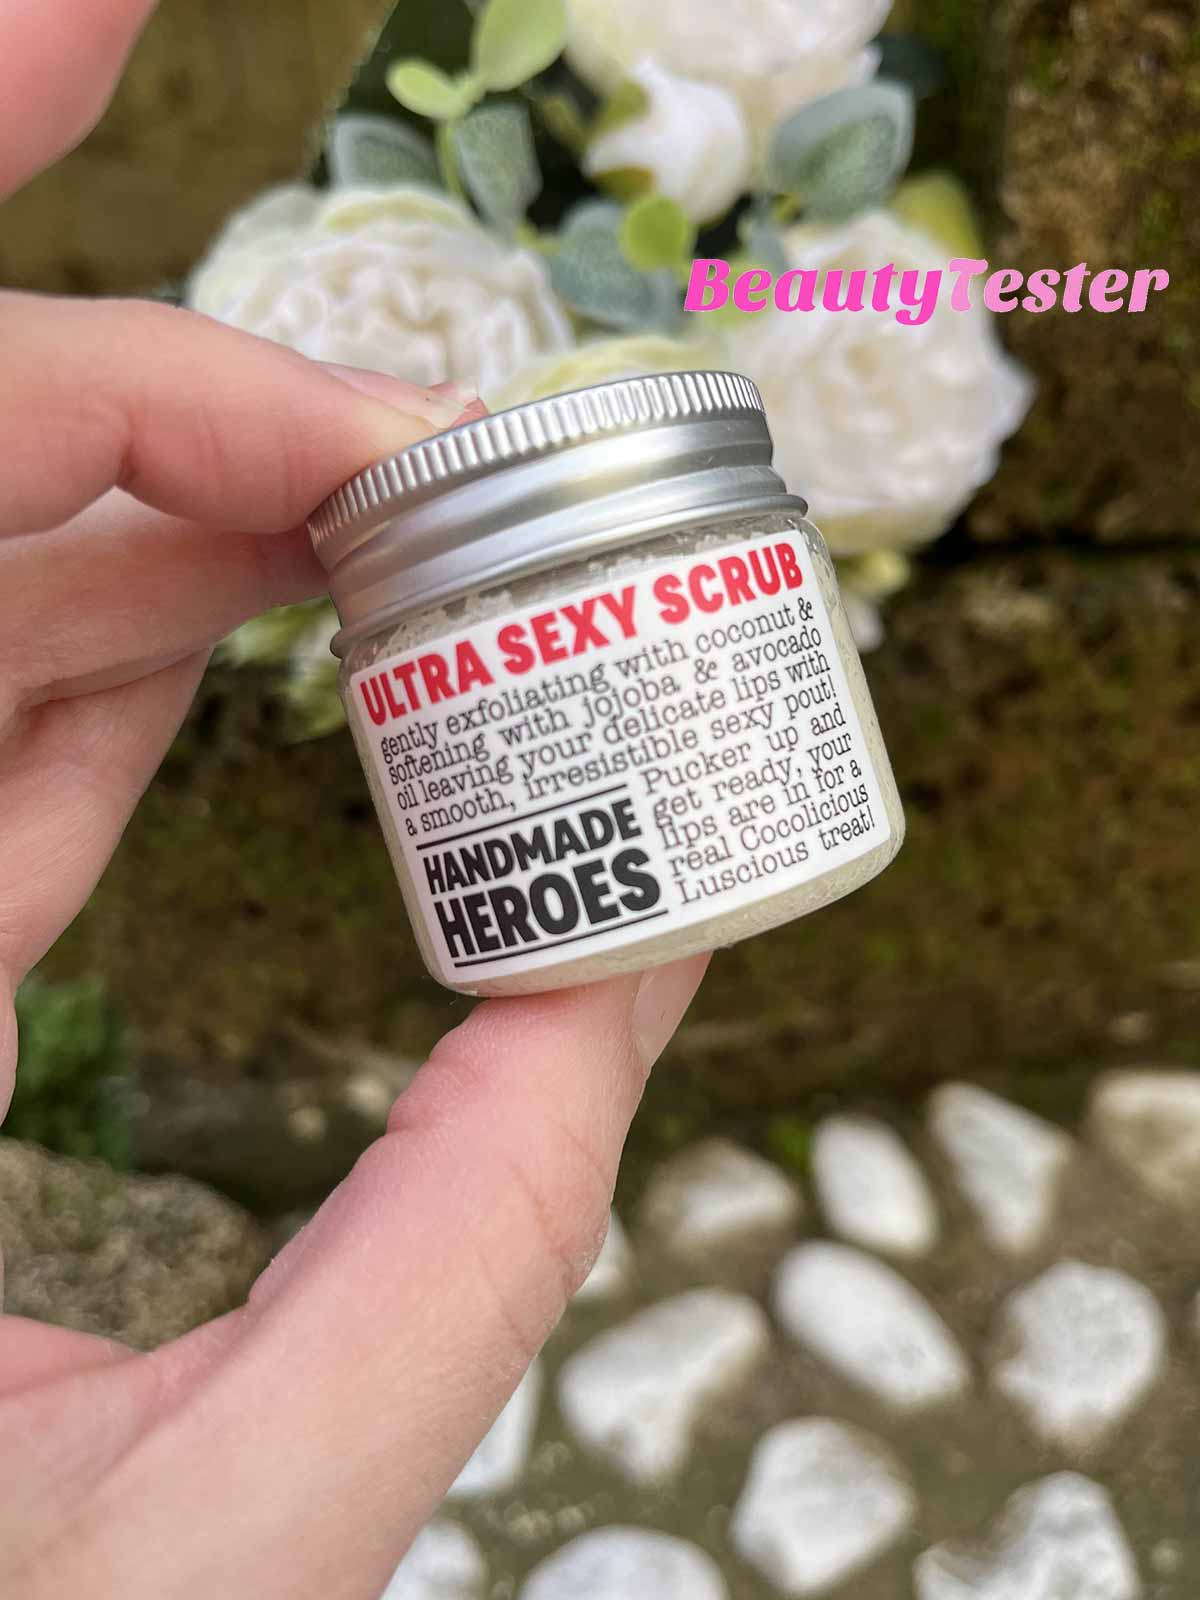 BeautyTester
ULTRA SEXY SCRUB
gently exfoliating with coconut &
softening with jojoba & avocado
oil leaving your delicate lips with
a smooth, irresistible sexy pout!
Pucker up and
get ready, your
lips are in for a
real Cocolicious
Luscious treat!
HANDMADE
HEROES